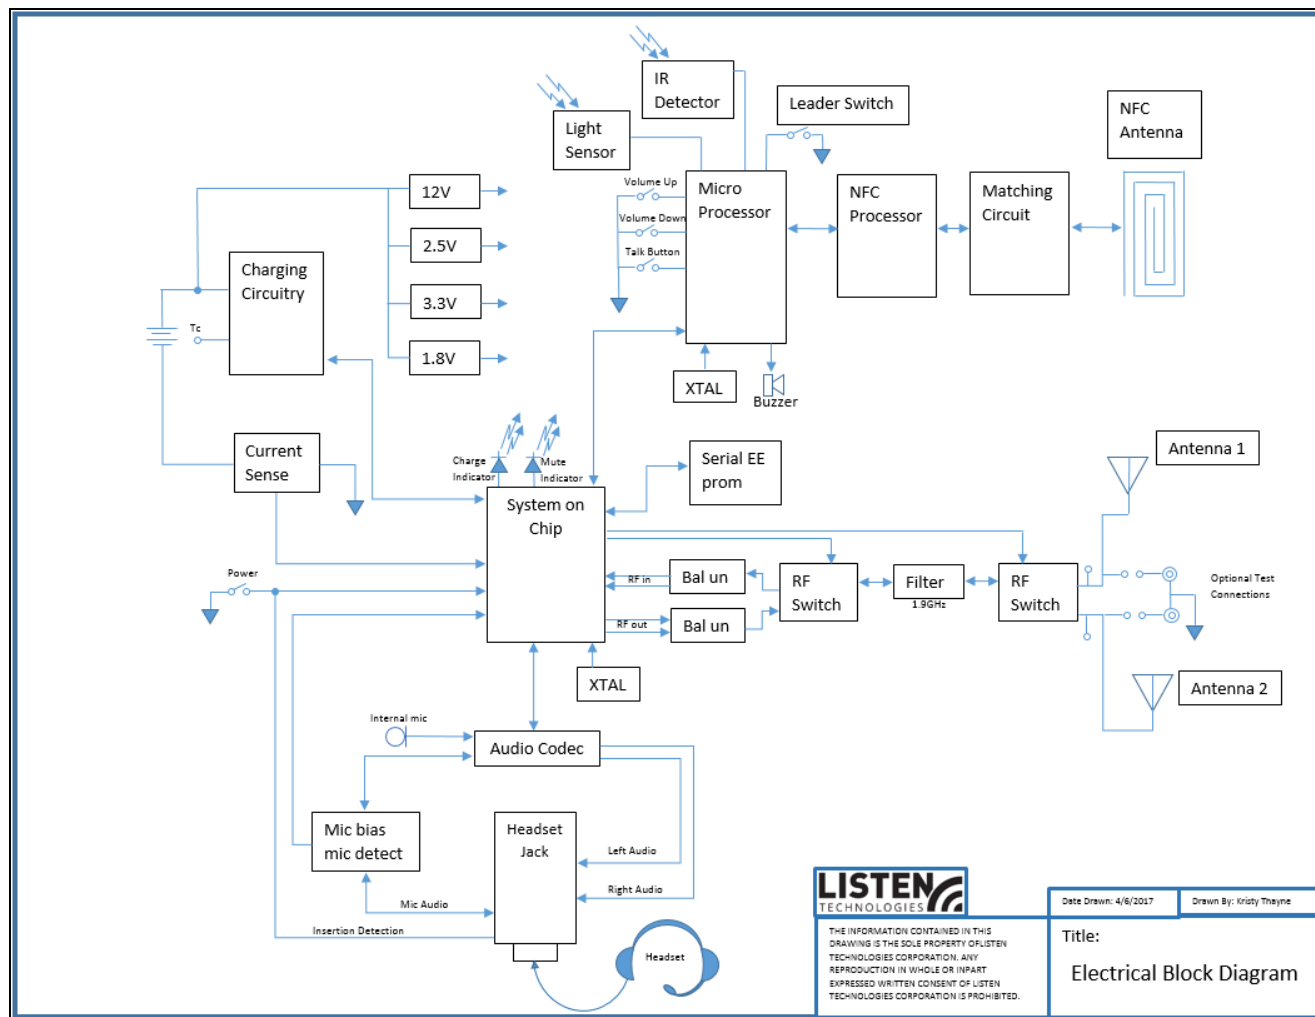 IR
Detector
Leader Switch
NFC
Antenna
Light
Sensor
12V
Volume Up
Micro
Processor
NFC
Processor
Matching
Circuit
Volume Down
2.5V
Talk Button
Charging
Circuitry
3.3V
Tc
1.8V
XTAL
Buzzer
Current
Sense
Charge
Indicator
Mute
Indicator
Serial EE
prom
Antenna 1
System on
Chip
Power
RF in
Bal un
RF
Switch
Filter
1.9GHz
RF
Switch
Optional Test
Connections
RF out
Bal un
XTAL
Antenna 2
Internal mic
Audio Codec
Mic bias
mic detect
Headset
Jack
Left Audio
Right Audio
Mic Audio
Insertion Detection
Headset
LISTEN
TECHNOLOGIES
Date Drawn: 4/6/2017
Drawn By: Kristy Thayne
THE INFORMATION CONTAINED IN THIS
DRAWING IS THE SOLE PROPERTY OFLISTEN
TECHNOLOGIES CORPORATION. ANY
REPRODUCTION IN WHOLE OR INPART
EXPRESSED WRITTEN CONSENT OF LISTEN
TECHNOLOGIES CORPORATION IS PROHIBITED.
Title:
Electrical Block Diagram